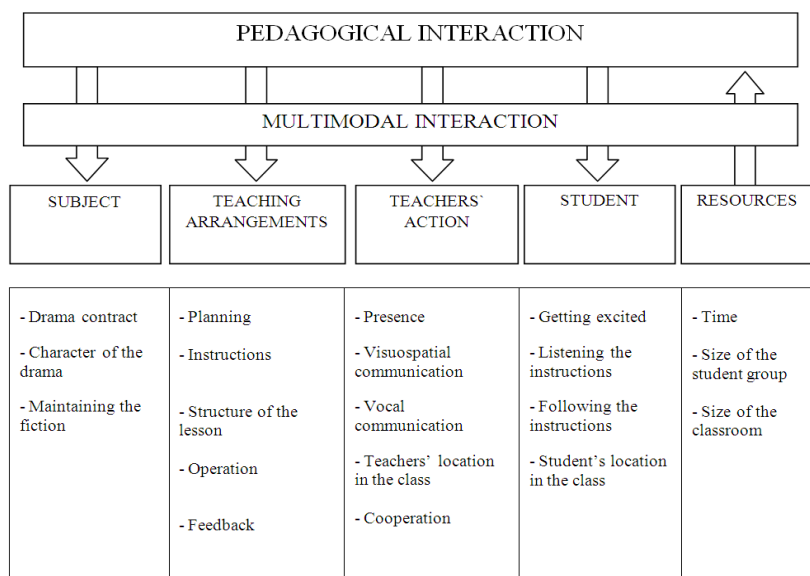 PEDAGOGICAL INTERACTION
MULTIMODAL INTERACTION
SUBJECT
TEACHING
ARRANGEMENTS
TEACHERS`
ACTION
STUDENT
RESOURCES
- Drama contract
- Character of the
drama
- Maintaining the
fiction
- Planning
- Instructions
- Structure of the
lesson
- Operation
- Feedback
- Presence
- Visuospatial
communication
- Vocal
communication
- Teachers’ location
in the class
- Cooperation
- Getting excited
- Listening the
instructions
- Following the
instructions
- Student’s location
in the class
- Time
- Size of the
student group
- Size of the
classroom